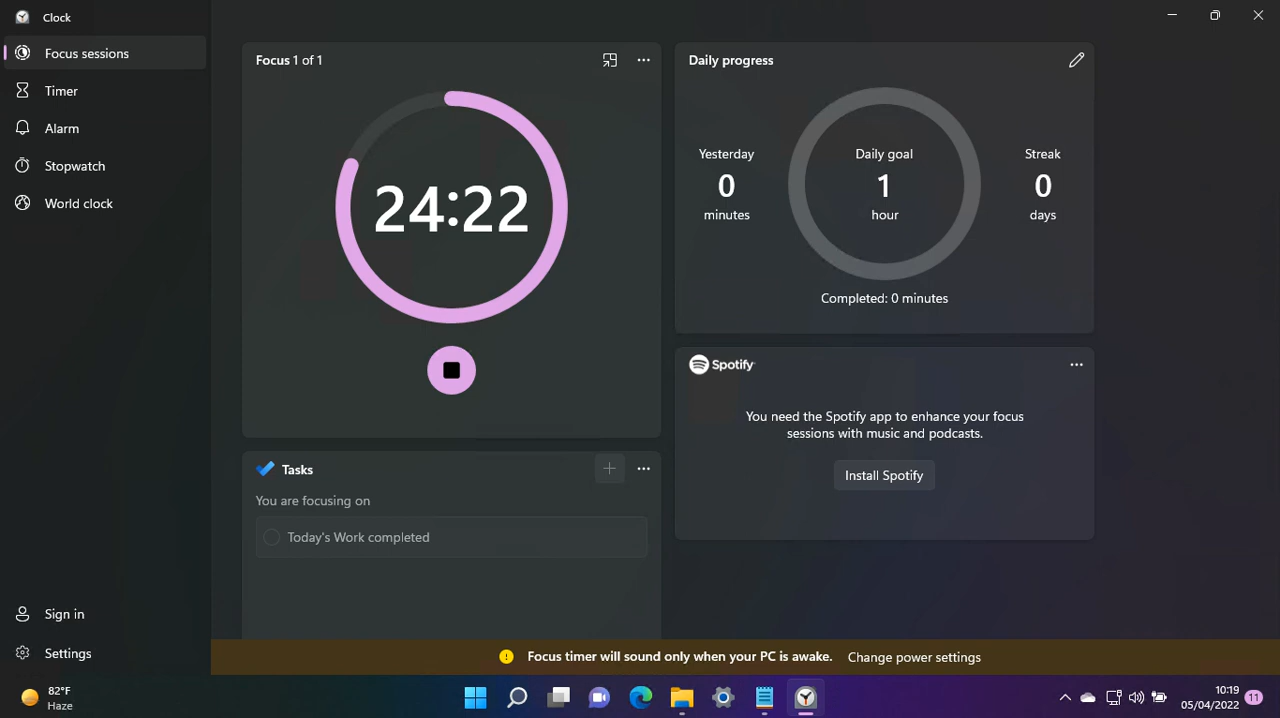 Clock
Focus sessions
Timer
Alarm
Stopwatch
World clock
Sign in
Settings
Focus 1 of 1
24:22
Tasks
You are focusing on
Today's Work completed
Daily progress
Yesterday
0
minutes
Daily goal
1
hour
Streak
0
days
Completed: 0 minutes
Spotify
You need the Spotify app to enhance your focus
sessions with music and podcasts.
Install Spotify
Focus timer will sound only when your PC is awake. Change power settings
82°F
Haze
10:19
05/04/2022
11